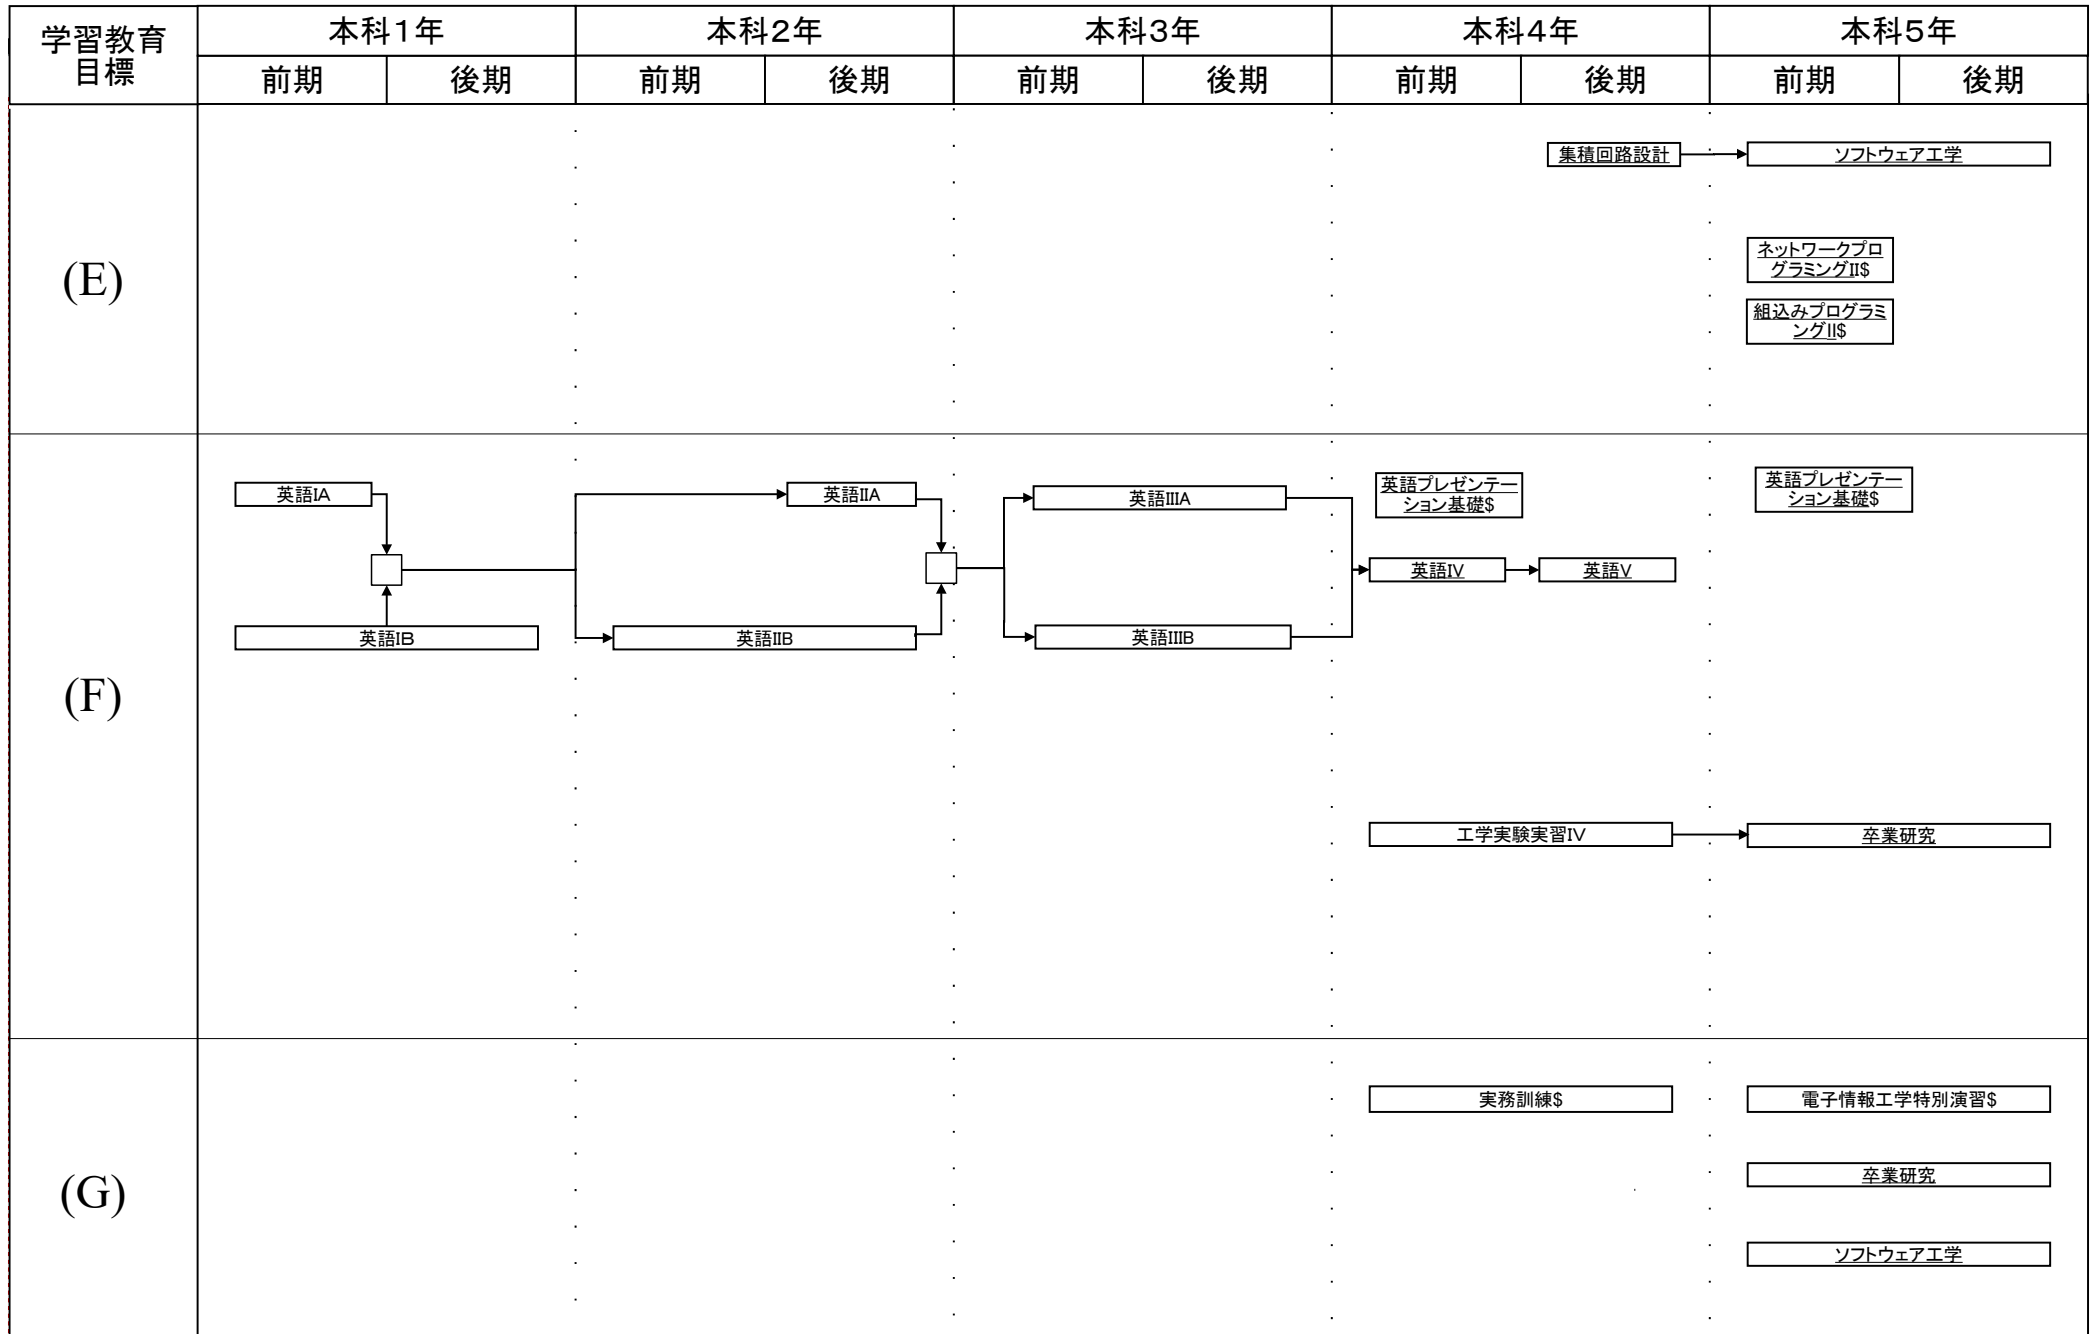 学習教育
目標
本科1年
本科2年
本科3年
本科4年
本科5年
前期
後期
前期
後期
前期
後期
前期
後期
前期
後期
(E)
集積回路設計
ソフトウェア工学
ネットワークプロ
グラミングII$
組込みプログラミ
ングII$
(F)
英語IA
英語IIA
英語IIIA
英語プレゼンテー
ション基礎$
英語プレゼンテー
ション基礎$
英語IV
英語V
英語IB
英語IIB
英語IIIB
工学実験実習IV
卒業研究
(G)
実務訓練$
電子情報工学特別演習$
卒業研究
ソフトウェア工学